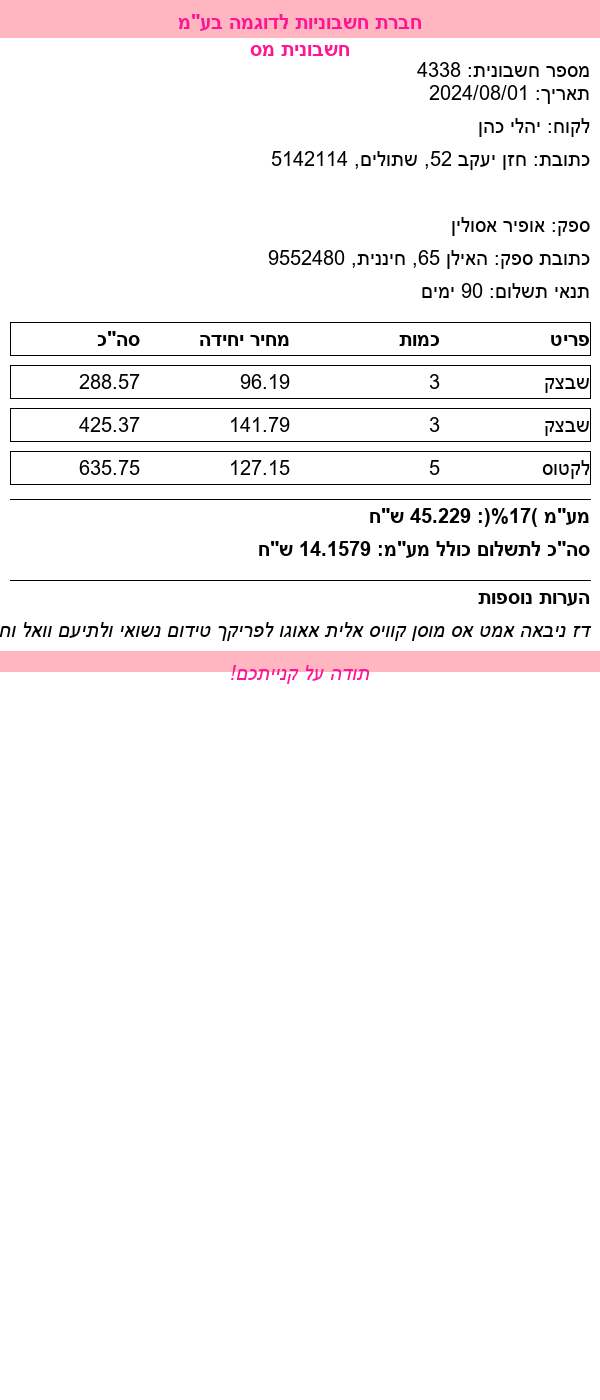 חברת חשבוניות לדוגמה בע"מ
חשבונית מס
מספר חשבונית: 4338
תאריך: 2024/08/01
לקוח: יהלי כהן
כתובת: חזן יעקב 52, שתולים, 5142114
ספק: אופיר אסולין
כתובת ספק: האילן 65, חיננית, 9552480
תנאי תשלום: 90 ימים
פריט כמות מחיר יחידה סה"כ
שבצק 3 96.19 288.57
שבצק 3 141.79 425.37
לקטוס 5 127.15 635.75
מע"מ )17%(: 45.229 ש"ח
סה"כ לתשלום כולל מע"מ: 14.1579 ש"ח
הערות נוספות
דז ניבאה אמט אס מוסן קוויס אלית אאוגו לפריקך טידום נשואי ולתיעם וואל וח
תודה על קנייתכם!